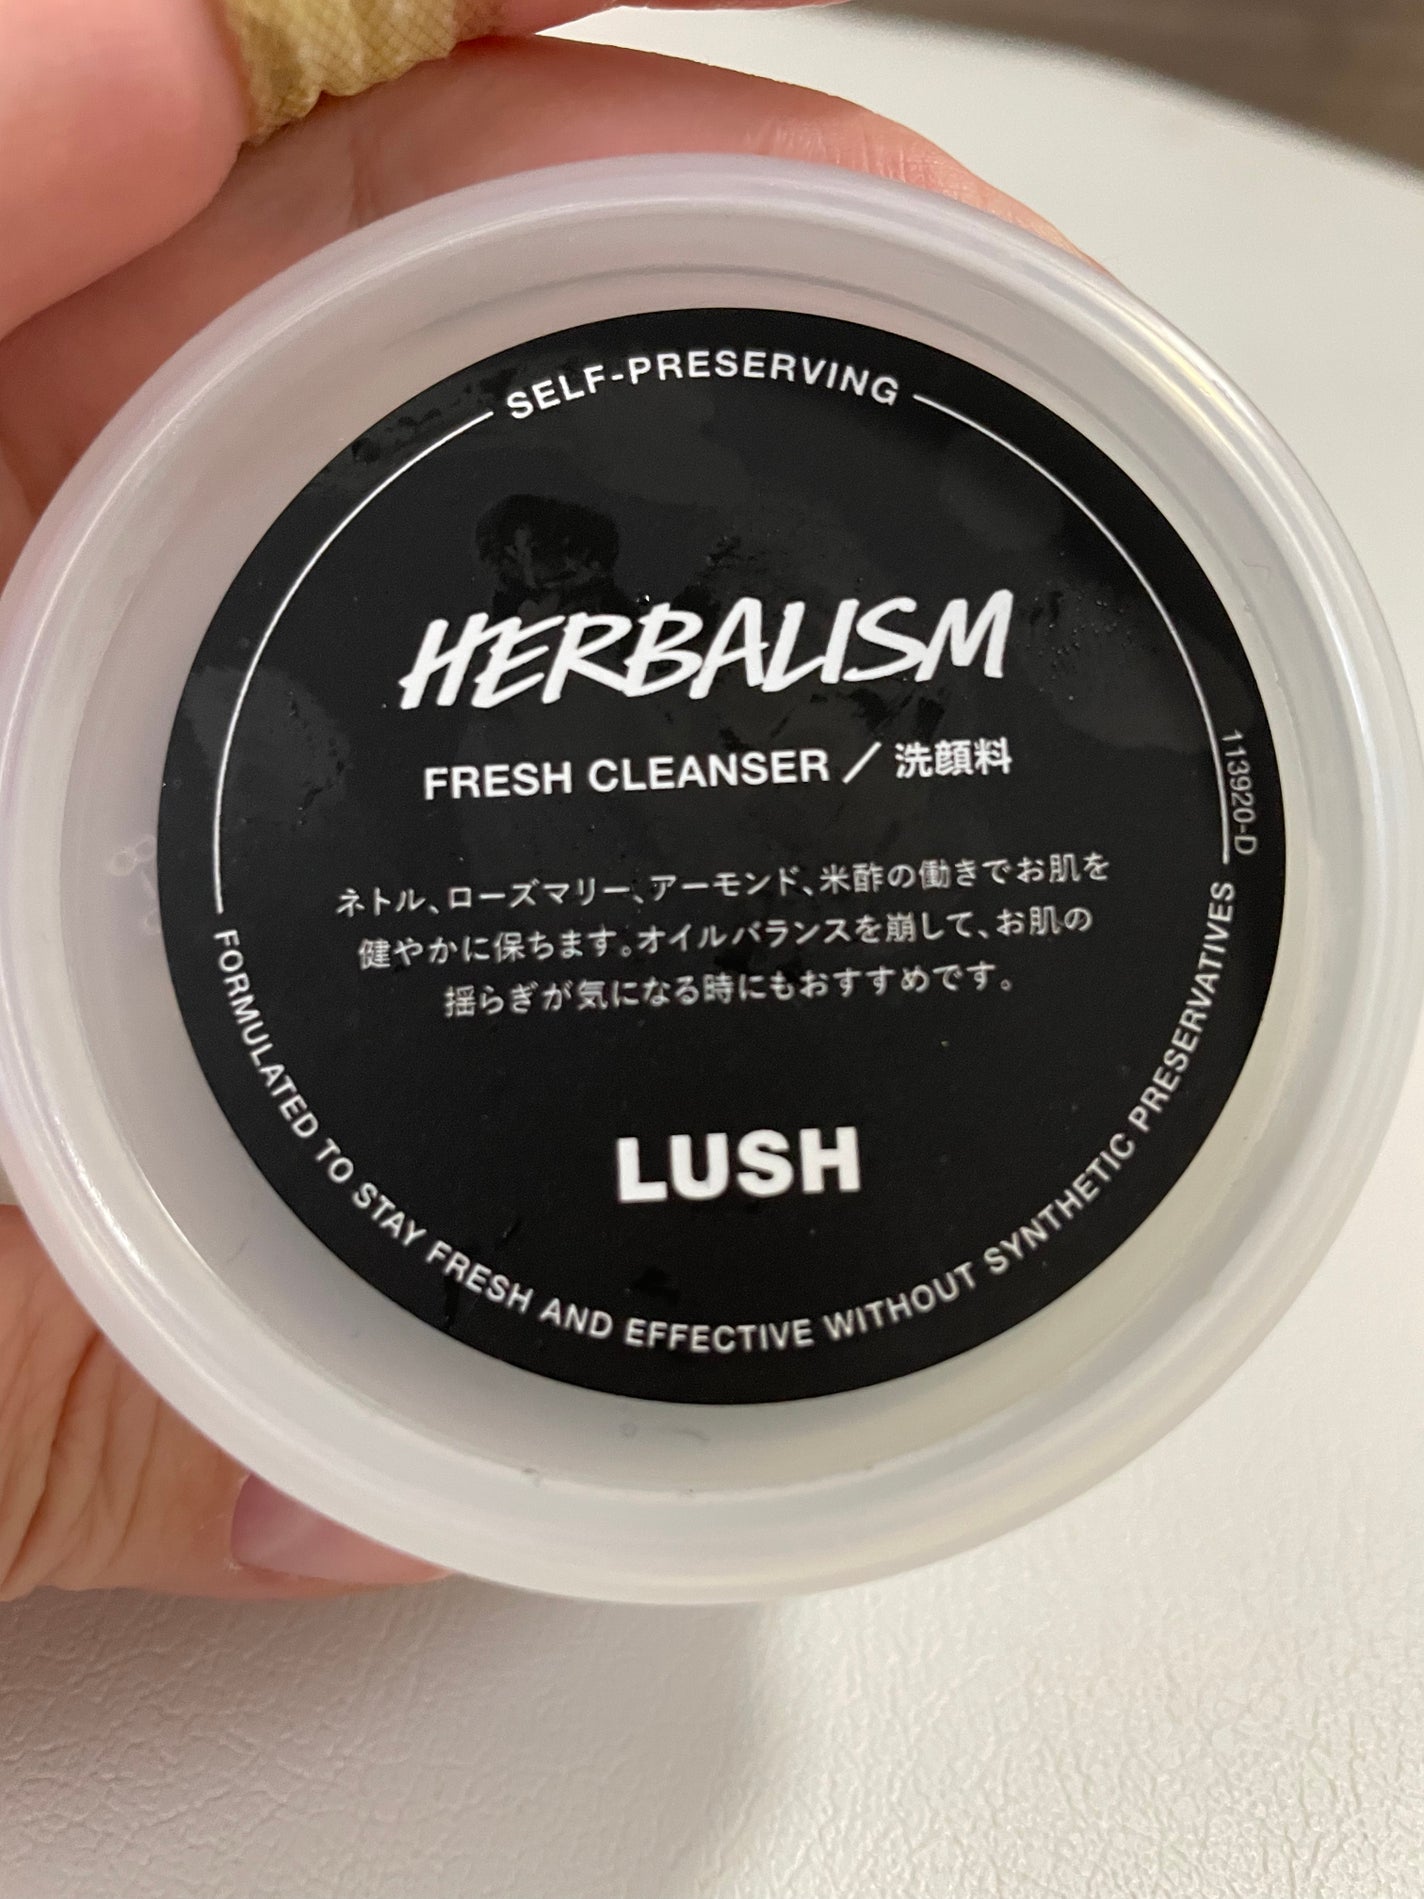 SELF-PRESERVING
HERBALISM
FRESH CLEANSER / 洗顔料
ネトル、ローズマリー、アーモンド、米酢の働きでお肌を
健やかに保ちます。オイルバランスを崩して、お肌の
揺らぎが気になる時にもおすすめです。
LUSH
FORMULATED TO STAY FRESH AND EFFECTIVE WITHOUT SYNTHETIC PRESERVATIVES
113920-D